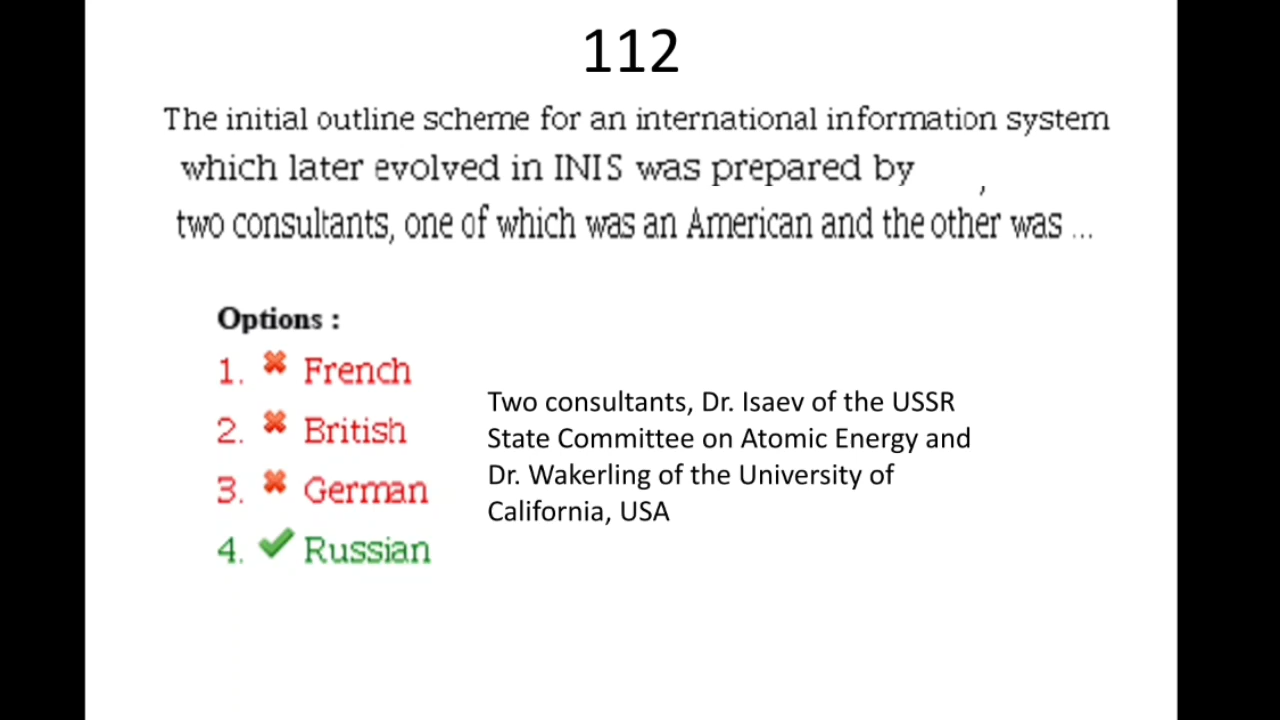 112
The initial outline scheme for an international information system
which later evolved in INIS was prepared by ,
two consultants, one of which was an American and the other was ...
Options :
1. French
2. British
3. German
4. Russian
Two consultants, Dr. Isaev of the USSR
State Committee on Atomic Energy and
Dr. Wakerling of the University of
California, USA